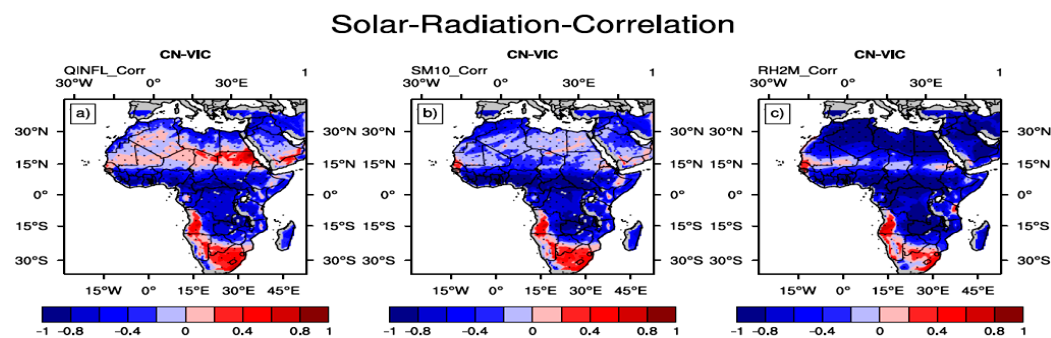 Solar-Radiation-Correlation
CN-VIC CN-VIC CN-VIC
QINFL_Corr 1 SM10_Corr 1 RH2M_Corr 1
30°W 0° 30°E 30°W 0° 30°E 30°W 0° 30°E
a) b) c)
30°N 30°N 30°N 30°N 30°N 30°N
15°N 15°N 15°N 15°N 15°N 15°N
0° 0° 0° 0° 0° 0°
15°S 15°S 15°S 15°S 15°S 15°S
30°S 30°S 30°S 30°S 30°S 30°S
15°W 0° 15°E 30°E 45°E 15°W 0° 15°E 30°E 45°E 15°W 0° 15°E 30°E 45°E
-1 -0.8 -0.4 0 0.4 0.8 1 -1 -0.8 -0.4 0 0.4 0.8 1 -1 -0.8 -0.4 0 0.4 0.8 1